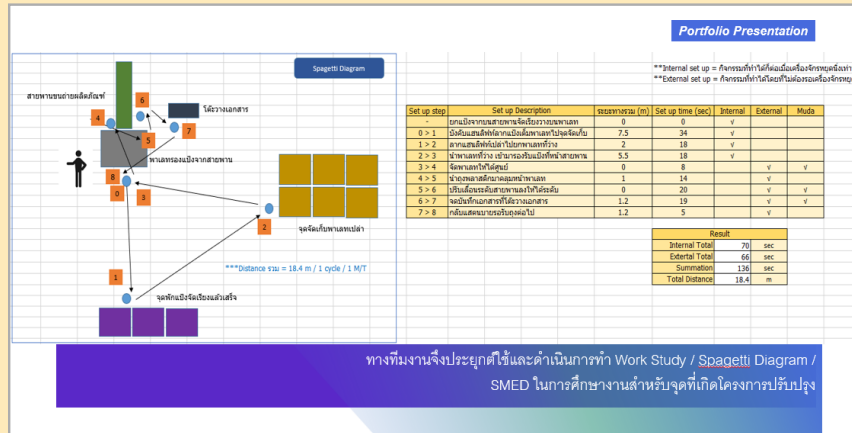 Portfolio Presentation
**Internal set up = กิจกรรมที่ทำได้ก็ต่อเมื่อเครื่องจักรหยุดนิ่งเท่า
**External set up = กิจกรรมที่ทำได้โดยที่ไม่ต้องรอเครื่องจักรหยุ
Spagetti Diagram
สายพานขนถ่ายผลิตภัณฑ์
โต๊ะวางเอกสาร
6
4
7
5
พาเลทรองแป้งจากสายพาน
8
0
3
2
จุดจัดเก็บพาเลทเปล่า
***Distance รวม = 18.4 m / 1 cycle / 1 M/T
1
จุดพักแป้งจัดเรียงแล้วเสร็จ
Set up step Set up Description ระยะทางรวม (m) Set up time (sec) Internal External Muda
- ยกแป้งจากบนสายพานจัดเรียงวางบนพาเลท 0 0 √
0 > 1 บังคับแฮนลิฟท์ลากแป้งเต็มพาเลทไปจุดจัดเก็บ 7.5 34 √
1 > 2 ลากแฮนลิฟท์เปล่าไปยกพาเลทที่ว่าง 2 18 √
2 > 3 นำพาเลทที่ว่าง เข้ามารองรับแป้งที่หน้าสายพาน 5.5 18 √
3 > 4 จัดพาเลทให้ได้ศูนย์ 0 8 √ √
4 > 5 นำถุงพลาสติกมาคลุมหน้าพาเลท 1 14 √
5 > 6 ปรับเลื่อนระดับสายพานลงให้ได้ระดับ 0 20 √ √
6 > 7 จดบันทึกเอกสารที่โต๊ะวางเอกสาร 1.2 19 √ √
7 > 8 กลับแสตนบายรอรับถุงต่อไป 1.2 5 √
Result
Internal Total 70 sec
Extertal Total 66 sec
Summation 136 sec
Total Distance 18.4 m
ทางทีมงานจึงประยุกต์ใช้และดำเนินการทำ Work Study / Spagetti Diagram /
SMED ในการศึกษางานสำหรับจุดที่เกิดโครงการปรับปรุง